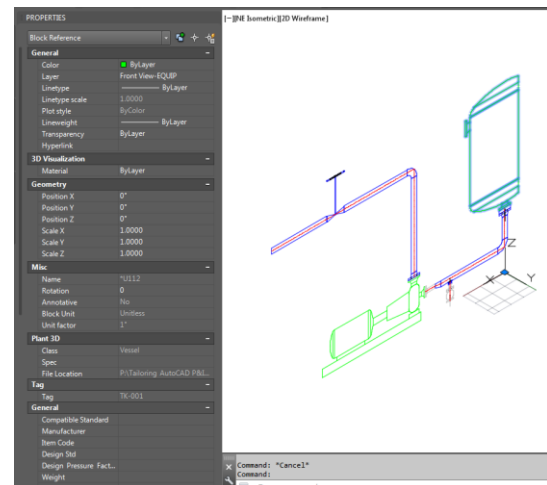 PROPERTIES
[−][NE Isometric][2D Wireframe]
Block Reference
General
Color ByLayer
Layer Front View-EQUIP
Linetype ByLayer
Linetype scale 1.0000
Plot style ByColor
Lineweight ByLayer
Transparency ByLayer
Hyperlink
3D Visualization
Material ByLayer
Geometry
Position X 0"
Position Y 0"
Position Z 0"
Scale X 1.0000
Scale Y 1.0000
Scale Z 1.0000
Misc
Name *U112
Rotation 0
Annotative No
Block Unit Unitless
Unit factor 1"
Plant 3D
Class Vessel
Spec
File Location P:\Tailoring AutoCAD P&I...
Tag
Tag TK-001
General
Compatible Standard
Manufacturer
Item Code
Design Std
Design Pressure Fact...
Weight
Z
X
Y
Command: *Cancel*
Command: